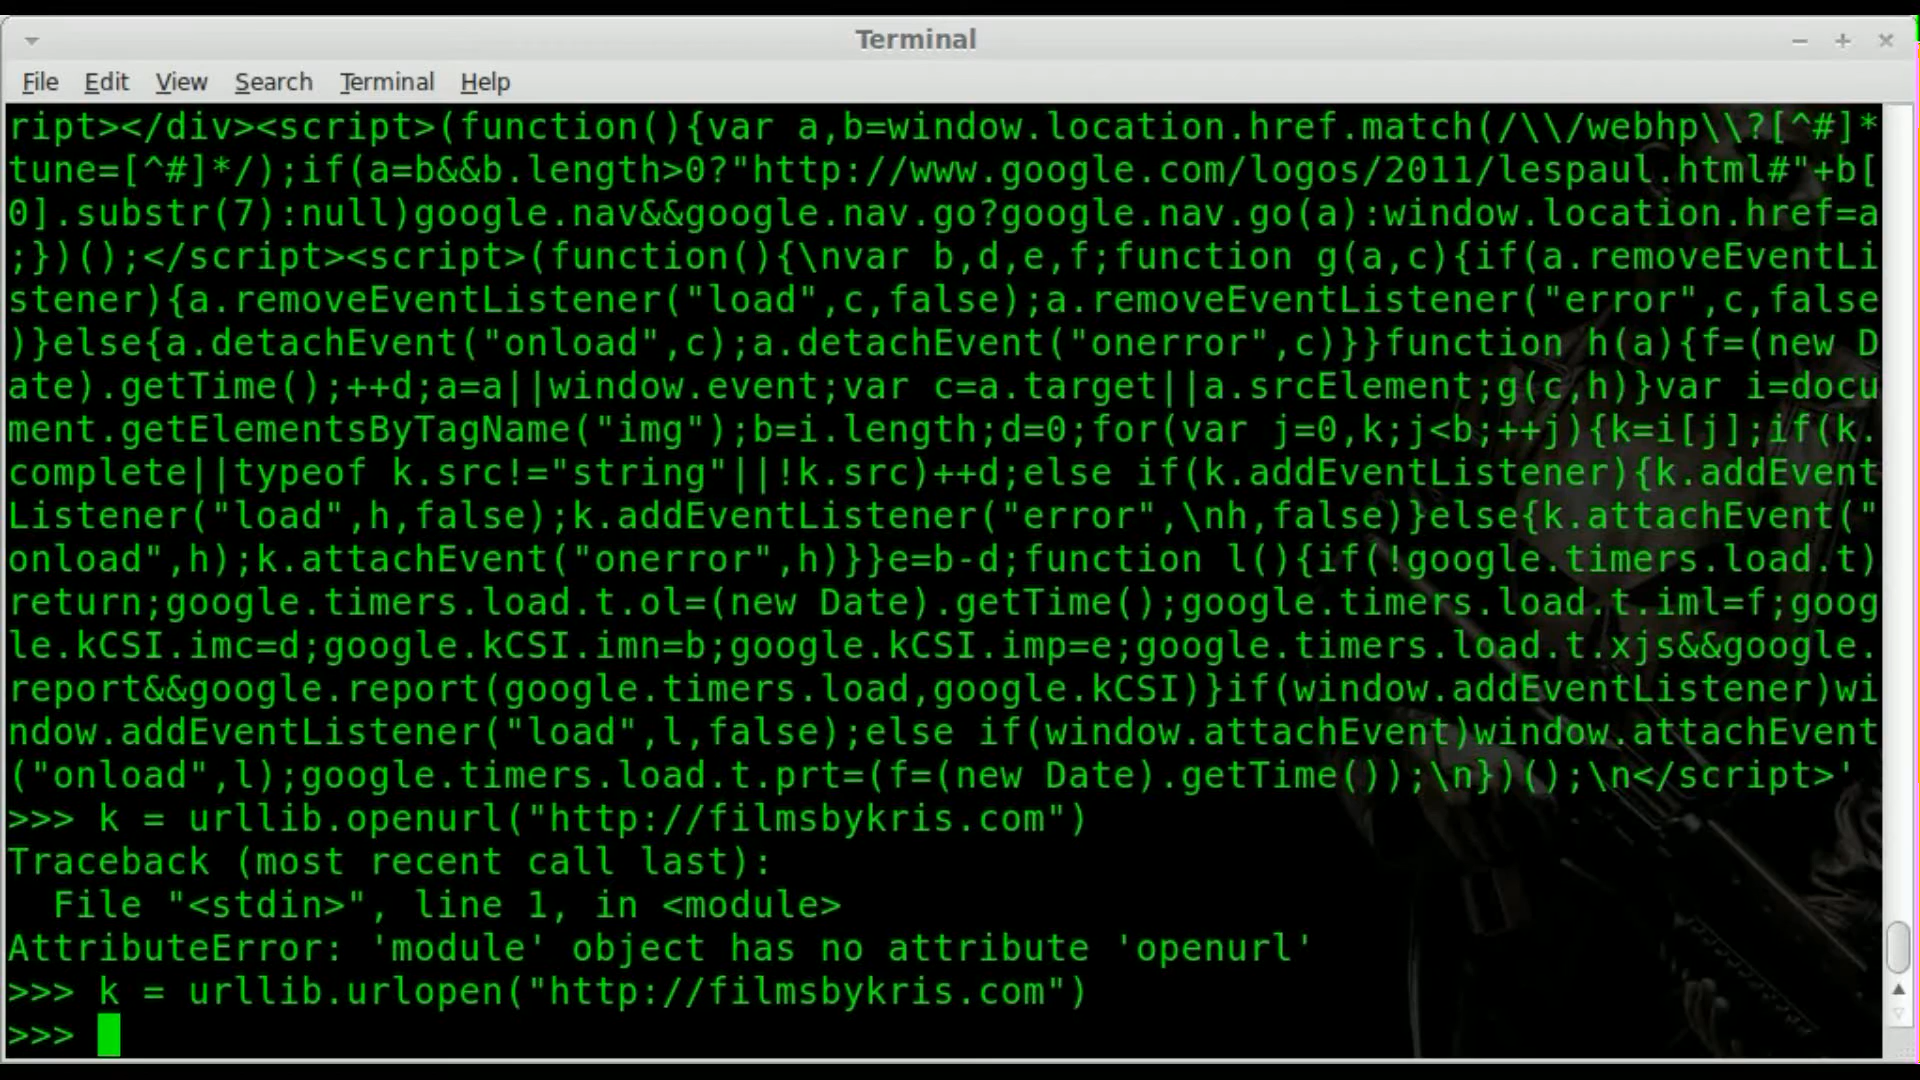 Terminal
File Edit View Search Terminal Help
ript></div><script>(function(){var a,b=window.location.href.match(/\\/webhp\\?[^#]*
tune=[^#]*/);if(a=b&&b.length>0?"http://www.google.com/logos/2011/lespaul.html#"+b[
0].substr(7):null)google.nav&&google.nav.go?google.nav.go(a):window.location.href=a
;})();</script><script>(function(){\nvar b,d,e,f;function g(a,c){if(a.removeEventLi
stener){a.removeEventListener("load",c,false);a.removeEventListener("error",c,false
)}else{a.detachEvent("onload",c);a.detachEvent("onerror",c)}}function h(a){f=(new D
ate).getTime();++d;a=a||window.event;var c=a.target||a.srcElement;g(c,h)}var i=docu
ment.getElementsByTagName("img");b=i.length;d=0;for(var j=0,k;j<b;++j){k=i[j];if(k.
complete||typeof k.src!="string"||!k.src)++d;else if(k.addEventListener){k.addEvent
Listener("load",h,false);k.addEventListener("error",\nh,false)}else{k.attachEvent("
onload",h);k.attachEvent("onerror",h)}}e=b-d;function l(){if(!google.timers.load.t)
return;google.timers.load.t.ol=(new Date).getTime();google.timers.load.t.iml=f;goog
le.kCSI.imc=d;google.kCSI.imn=b;google.kCSI.imp=e;google.timers.load.t.xjs&&google.
report&&google.report(google.timers.load,google.kCSI)}if(window.addEventListener)wi
ndow.addEventListener("load",l,false);else if(window.attachEvent)window.attachEvent
("onload",l);google.timers.load.t.prt=(f=(new Date).getTime());\n})();\n</script>'
>>> k = urllib.openurl("http://filmsbykris.com")
Traceback (most recent call last):
  File "<stdin>", line 1, in <module>
AttributeError: 'module' object has no attribute 'openurl'
>>> k = urllib.urlopen("http://filmsbykris.com")
>>>